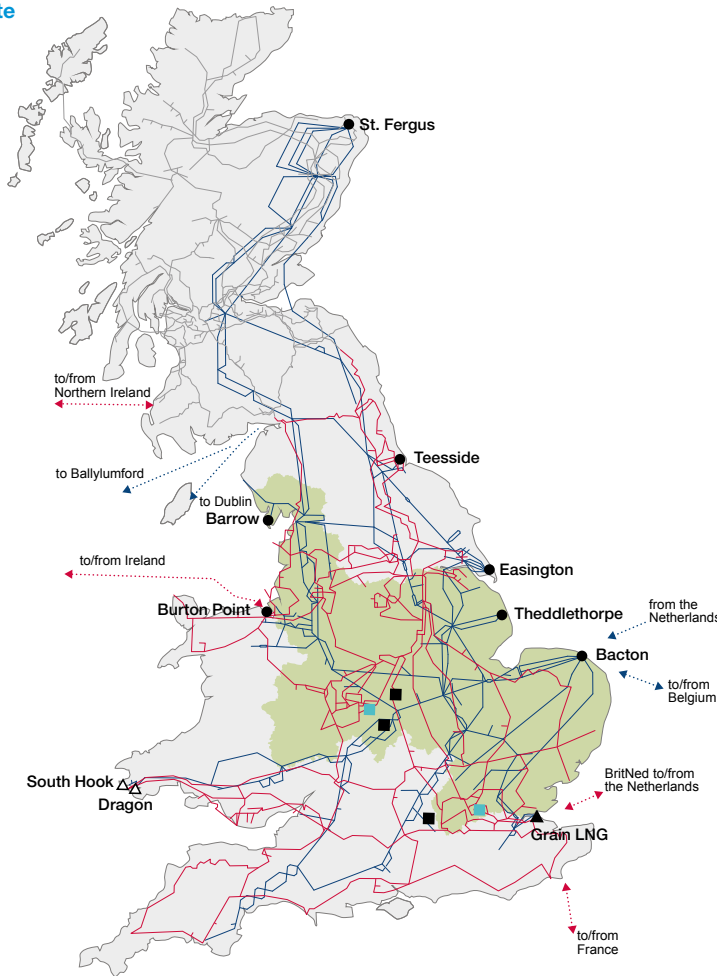 te
St. Fergus
to/from
Northern Ireland
Teesside
to Ballylumford
to Dublin
Barrow
to/from Ireland
Easington
Burton Point
Theddlethorpe
from the
Netherlands
Bacton
to/from
Belgium
South Hook
Dragon
BritNed to/from
the Netherlands
Grain LNG
to/from
France